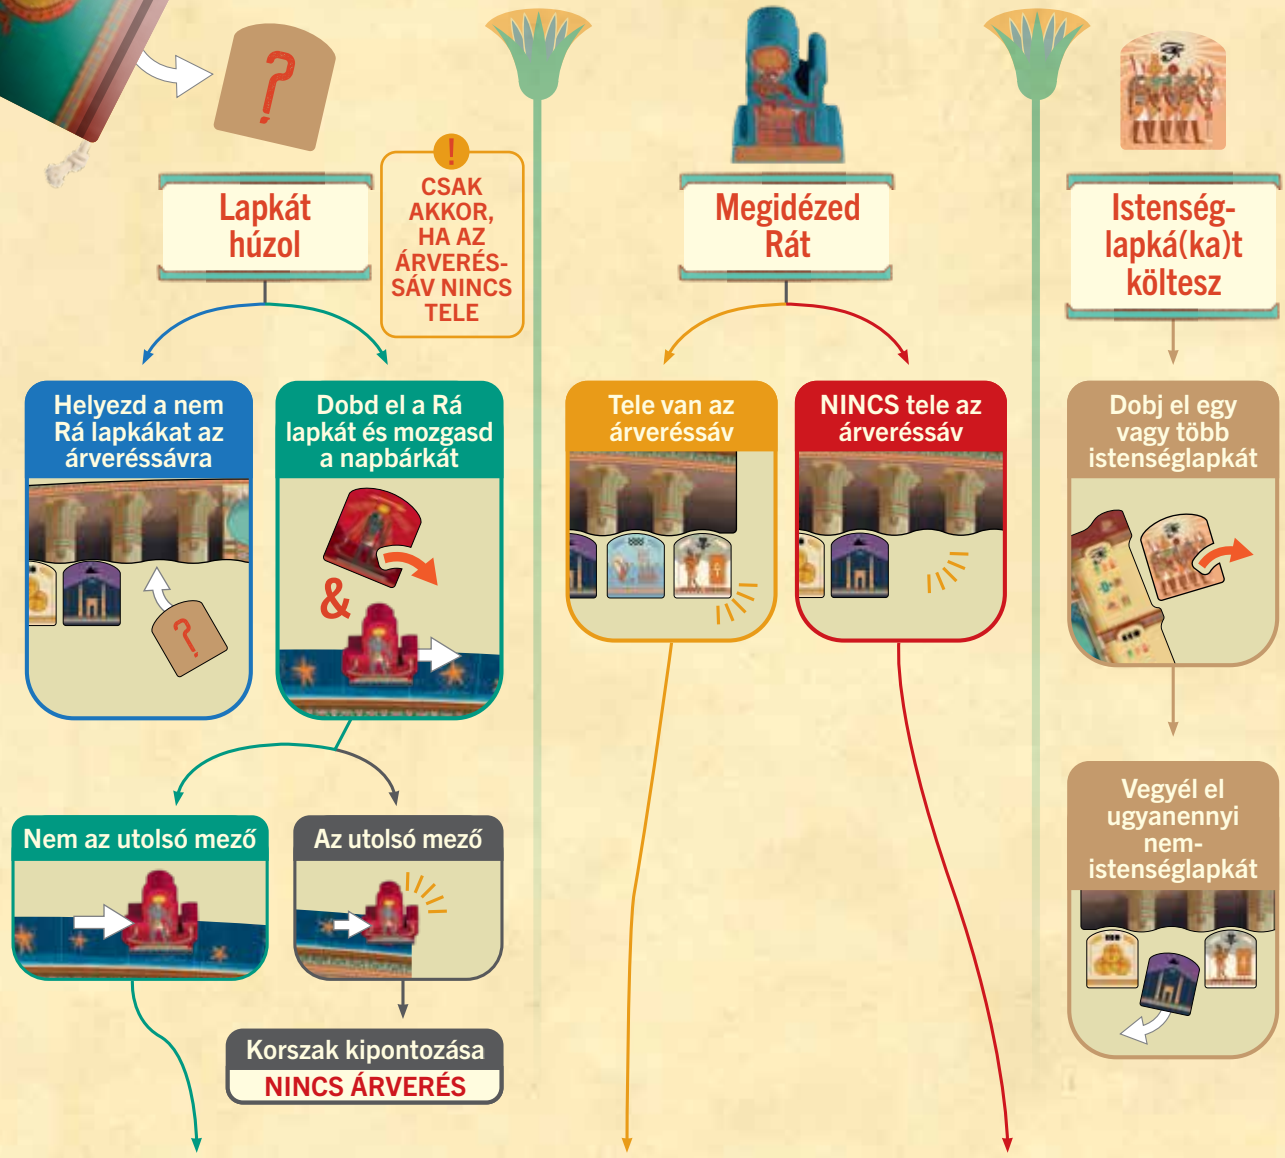 ?
Lapkát
húzol
!
CSAK
AKKOR,
HA AZ
ÁRVERÉS-
SÁV NINCS
TELE
Helyezd a nem
Rá lapkákat az
árveréssávra
?
Dobd el a Rá
lapkát és mozgasd
a napbárkát
&
Nem az utolsó mező
Az utolsó mező
Korszak kipontozása
NINCS ÁRVERÉS
Megidézed
Rát
Tele van az
árveréssáv
NINCS tele az
árveréssáv
Istenség-
lapká(ka)t
költesz
Dobj el egy
vagy több
istenséglapkát
Vegyél el
ugyanennyi
nem-
istenséglapkát